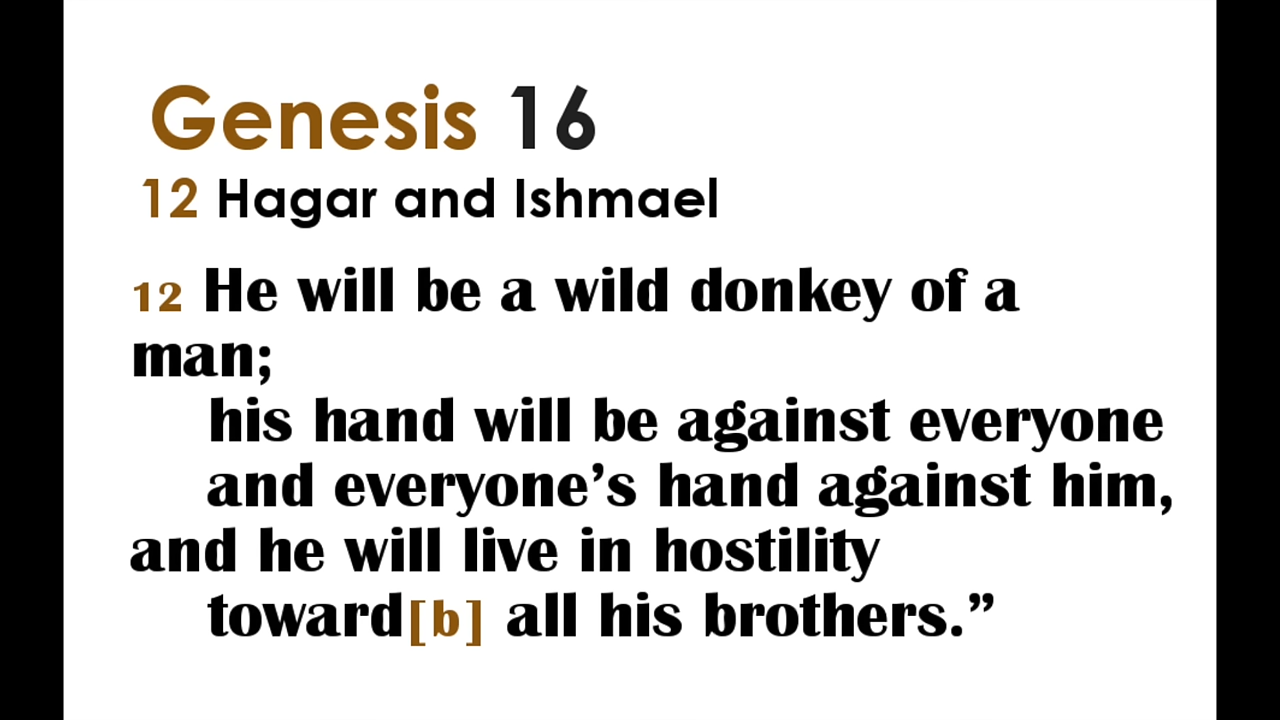 Genesis 16
12 Hagar and Ishmael
12 He will be a wild donkey of a
man;
his hand will be against everyone
and everyone’s hand against him,
and he will live in hostility
toward[b] all his brothers.”